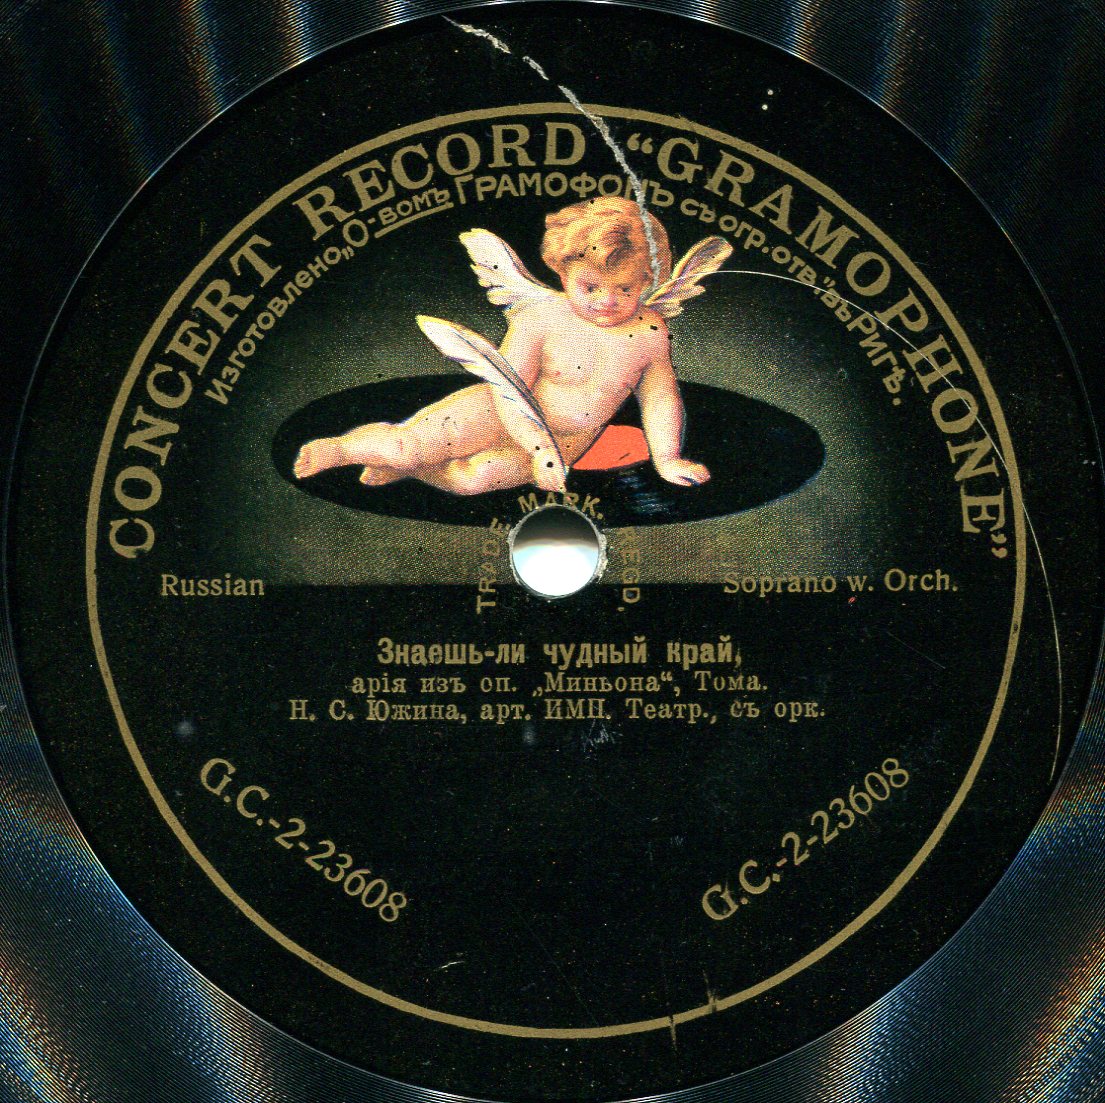 CONCERT RECORD “GRAMOPHONE”
Изготовлено „О-вомъ Грамофонъ съ огр. отв.“ въ Ригѣ.
TRADE MARK. REGD.
Russian
Soprano w. Orch.
Знаешь-ли чудный край,
арія изъ оп. „Миньона“, Тома.
Н. С. Южина, арт. ИМП. Театр., съ орк.
G.C.-2-23608
G.C.-2-23608